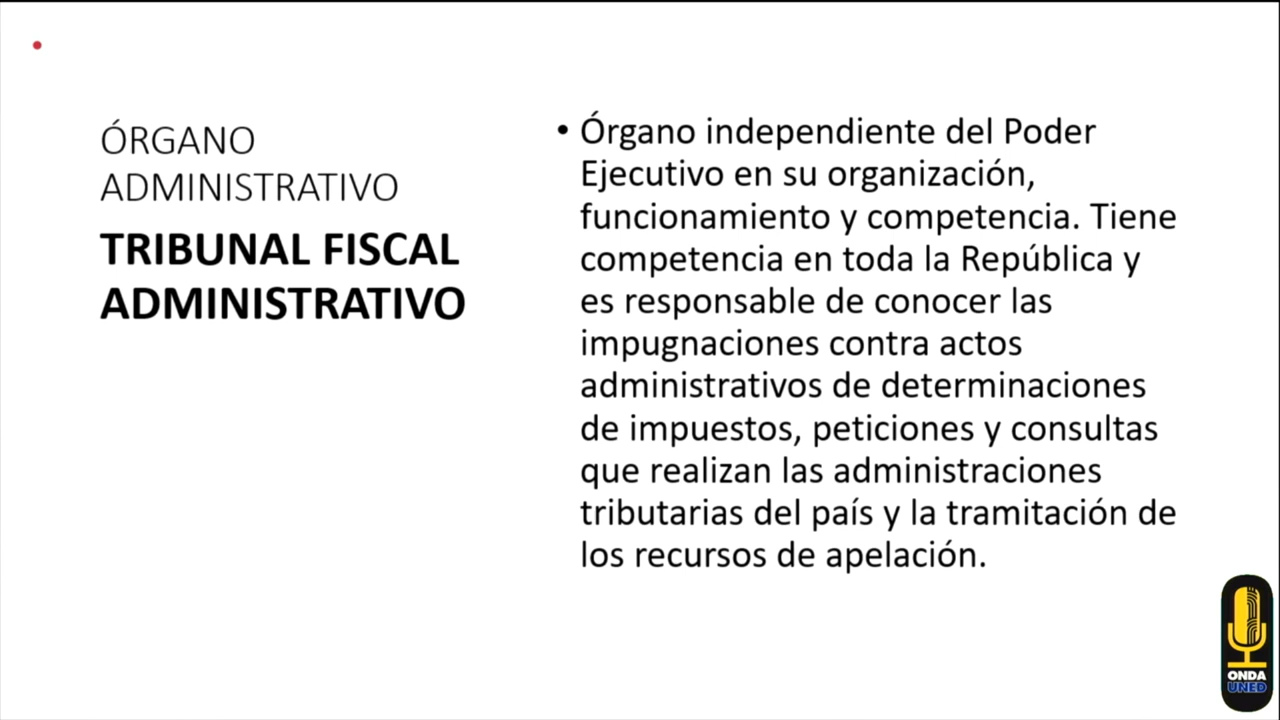 ÓRGANO
ADMINISTRATIVO
TRIBUNAL FISCAL
ADMINISTRATIVO
• Órgano independiente del Poder
Ejecutivo en su organización,
funcionamiento y competencia. Tiene
competencia en toda la República y
es responsable de conocer las
impugnaciones contra actos
administrativos de determinaciones
de impuestos, peticiones y consultas
que realizan las administraciones
tributarias del país y la tramitación de
los recursos de apelación.
ONDA
UNED